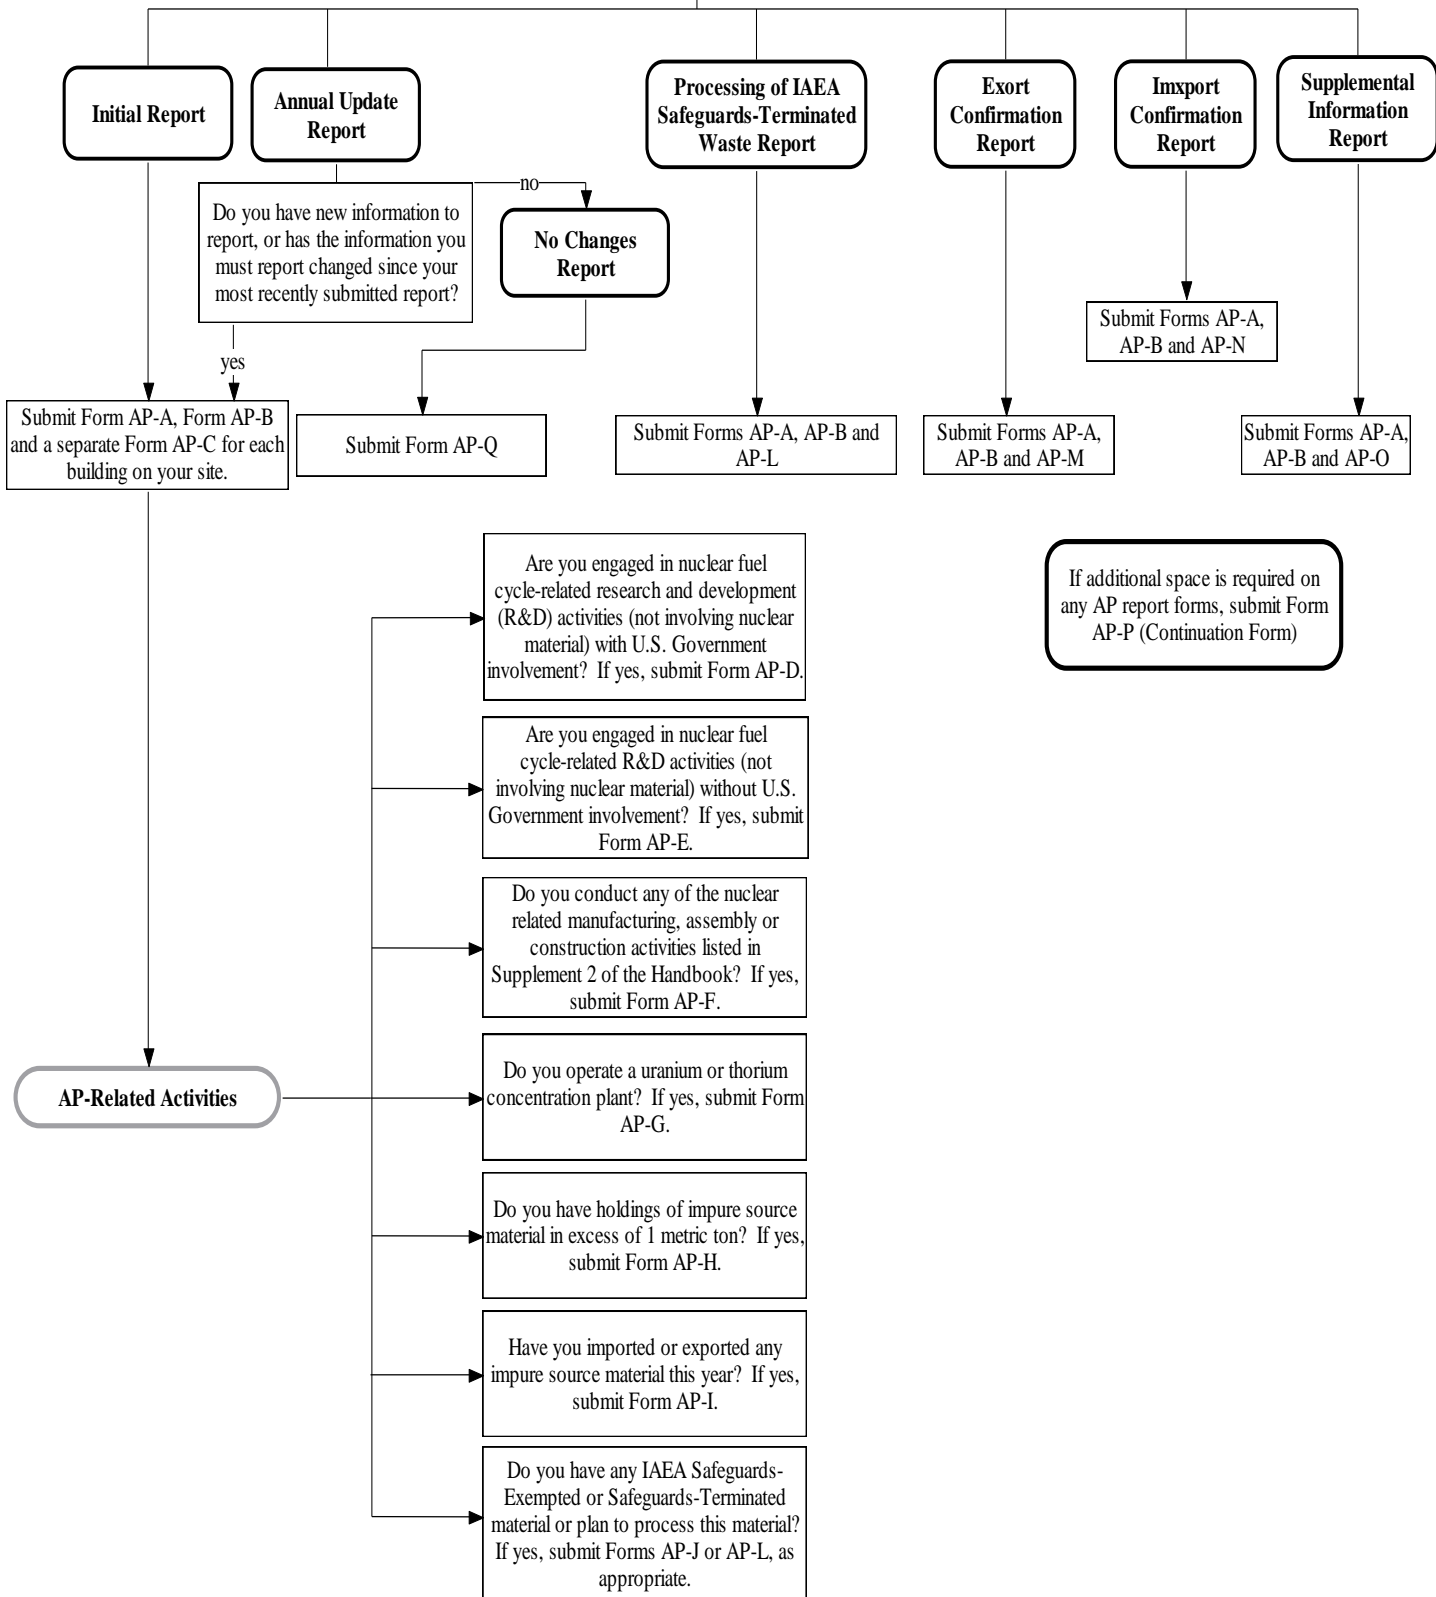 Initial Report
Annual Update
Report
Processing of IAEA
Safeguards-Terminated
Waste Report
Exort
Confirmation
Report
Imxport
Confirmation
Report
Supplemental
Information
Report
no
Do you have new information to
report, or has the information you
must report changed since your
most recently submitted report?
No Changes
Report
Submit Forms AP-A,
AP-B and AP-N
yes
Submit Form AP-A, Form AP-B
and a separate Form AP-C for each
building on your site.
Submit Form AP-Q
Submit Forms AP-A, AP-B and
AP-L
Submit Forms AP-A,
AP-B and AP-M
Submit Forms AP-A,
AP-B and AP-O
Are you engaged in nuclear fuel
cycle-related research and development
(R&D) activities (not involving nuclear
material) with U.S. Government
involvement?  If yes, submit Form AP-D.
If additional space is required on
any AP report forms, submit Form
AP-P (Continuation Form)
Are you engaged in nuclear fuel
cycle-related R&D activities (not
involving nuclear material) without U.S.
Government involvement?  If yes, submit
Form AP-E.
Do you conduct any of the nuclear
related manufacturing, assembly or
construction activities listed in
Supplement 2 of the Handbook?  If yes,
submit Form AP-F.
AP-Related Activities
Do you operate a uranium or thorium
concentration plant?  If yes, submit Form
AP-G.
Do you have holdings of impure source
material in excess of 1 metric ton?  If yes,
submit Form AP-H.
Have you imported or exported any
impure source material this year?  If yes,
submit Form AP-I.
Do you have any IAEA Safeguards-
Exempted or Safeguards-Terminated
material or plan to process this material?
If yes, submit Forms AP-J or AP-L, as
appropriate.